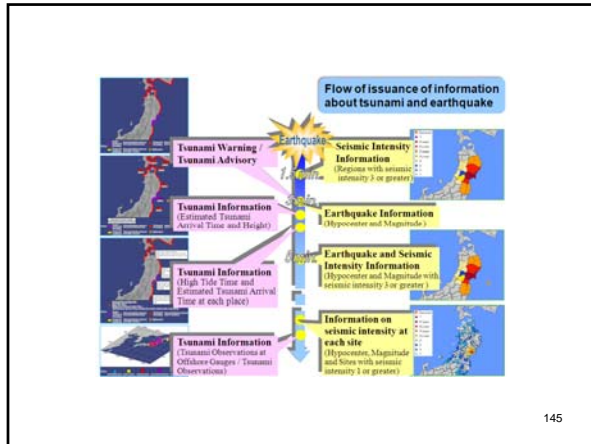 Flow of issuance of information
about tsunami and earthquake
Earthquake
Tsunami Warning /
Tsunami Advisory
Seismic Intensity
Information
(Regions with seismic
intensity 3 or greater)
Tsunami Information
(Estimated Tsunami
Arrival Time and Height)
Earthquake Information
(Hypocenter and Magnitude)
Tsunami Information
(High Tide Time and
Estimated Tsunami Arrival
Time at each place)
Earthquake and Seismic
Intensity Information
(Hypocenter and Magnitude with
seismic intensity 3 or greater)
Tsunami Information
(Tsunami Observations at
Offshore Gauges / Tsunami
Observations)
Information on
seismic intensity at
each site
(Hypocenter, Magnitude
and Sites with seismic
intensity 1 or greater)
145